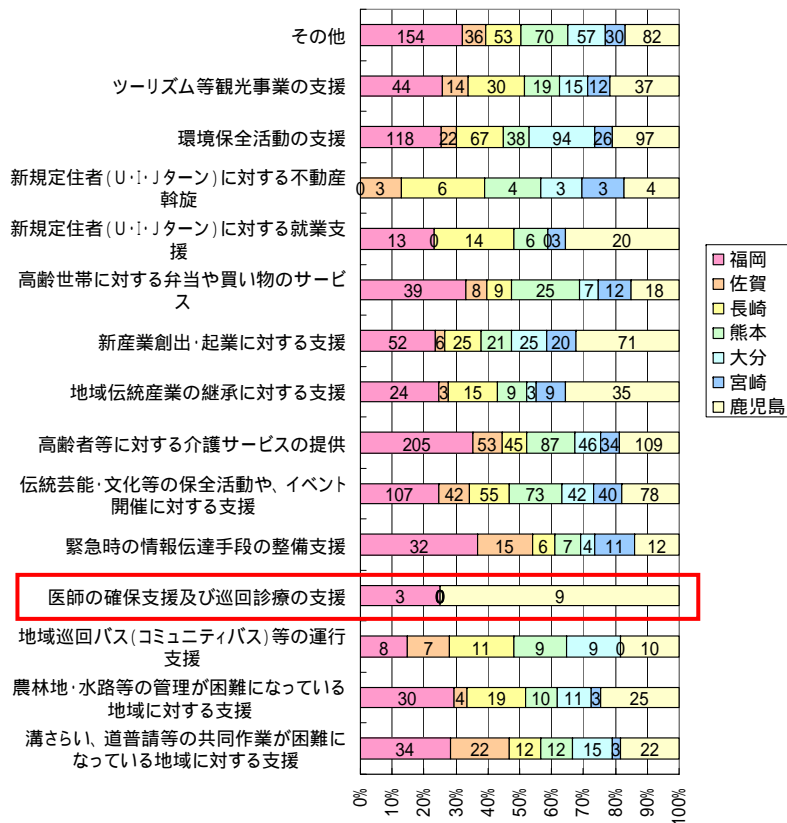 その他
154 36 53 70 57 30 82
ツーリズム等観光事業の支援
44 14 30 19 15 12 37
環境保全活動の支援
118 22 67 38 94 26 97
新規定住者(U・I・Jターン)に対する不動産
斡旋
0 3 6 4 3 3 4
新規定住者(U・I・Jターン)に対する就業支
援
13 0 14 6 0 3 20
高齢世帯に対する弁当や買い物のサービ
ス
39 8 9 25 7 12 18
新産業創出・起業に対する支援
52 6 25 21 25 20 71
地域伝統産業の継承に対する支援
24 3 15 9 3 9 35
高齢者等に対する介護サービスの提供
205 53 45 87 46 34 109
伝統芸能・文化等の保全活動や、イベント
開催に対する支援
107 42 55 73 42 40 78
緊急時の情報伝達手段の整備支援
32 15 6 7 4 11 12
医師の確保支援及び巡回診療の支援
3 0 9
地域巡回バス(コミュニティバス)等の運行
支援
8 7 11 9 9 0 10
農林地・水路等の管理が困難になっている
地域に対する支援
30 4 19 10 11 3 25
溝さらい、道普請等の共同作業が困難に
なっている地域に対する支援
34 22 12 12 15 3 22
0% 10% 20% 30% 40% 50% 60% 70% 80% 90% 100%
福岡
佐賀
長崎
熊本
大分
宮崎
鹿児島